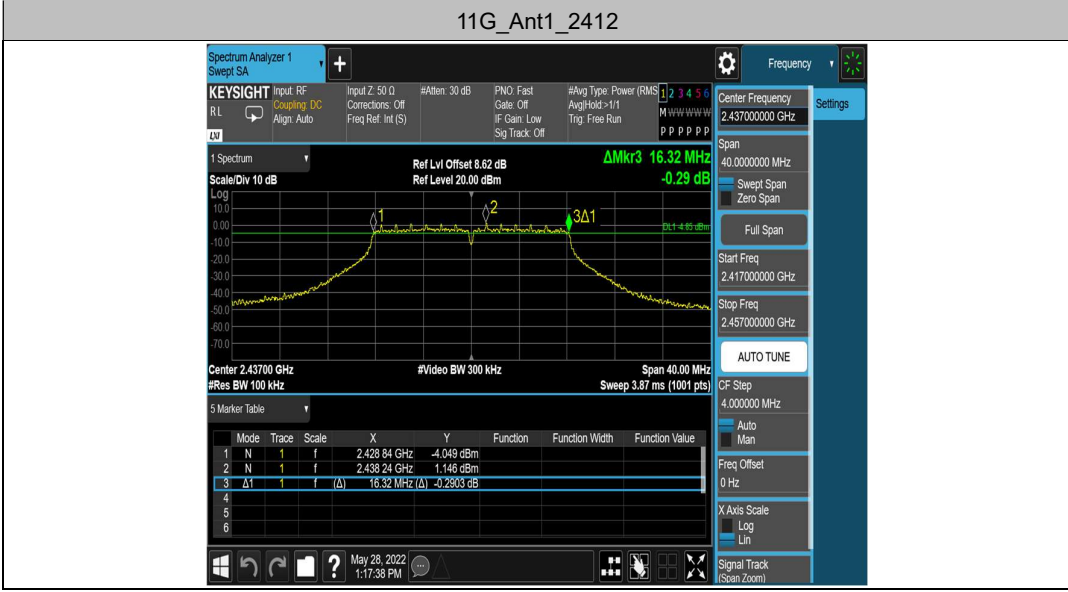 11G_Ant1_2412
Spectrum Analyzer 1
Swept SA
Frequency
KEYSIGHT
RL
LXI
Input: RF
Coupling: DC
Align: Auto
Input Z: 50 Ω
Corrections: Off
Freq Ref: Int (S)
#Atten: 30 dB
PNO: Fast
Gate: Off
IF Gain: Low
Sig Track: Off
#Avg Type: Power (RMS
Avg|Hold:>1/1
Trig: Free Run
1 2 3 4 5 6
M W W W W W
P P P P P P
1 Spectrum
Scale/Div 10 dB
Ref Lvl Offset 8.62 dB
Ref Level 20.00 dBm
ΔMkr3 16.32 MHz
-0.29 dB
Log
10.0
0.00
-10.0
-20.0
-30.0
-40.0
-50.0
-60.0
-70.0
1
2
3Δ1
DL1 -4.85 dBm
Center 2.43700 GHz
#Res BW 100 kHz
#Video BW 300 kHz
Span 40.00 MHz
Sweep 3.87 ms (1001 pts)
5 Marker Table
Mode Trace Scale X Y Function Function Width Function Value
1 N 1 f 2.428 84 GHz -4.049 dBm
2 N 1 f 2.438 24 GHz 1.146 dBm
3 Δ1 1 f (Δ) 16.32 MHz (Δ) -0.2903 dB
4
5
6
May 28, 2022
1:17:38 PM
Center Frequency
2.437000000 GHz
Settings
Span
40.0000000 MHz
Swept Span
Zero Span
Full Span
Start Freq
2.417000000 GHz
Stop Freq
2.457000000 GHz
AUTO TUNE
CF Step
4.000000 MHz
Auto
Man
Freq Offset
0 Hz
X Axis Scale
Log
Lin
Signal Track
(Span Zoom)